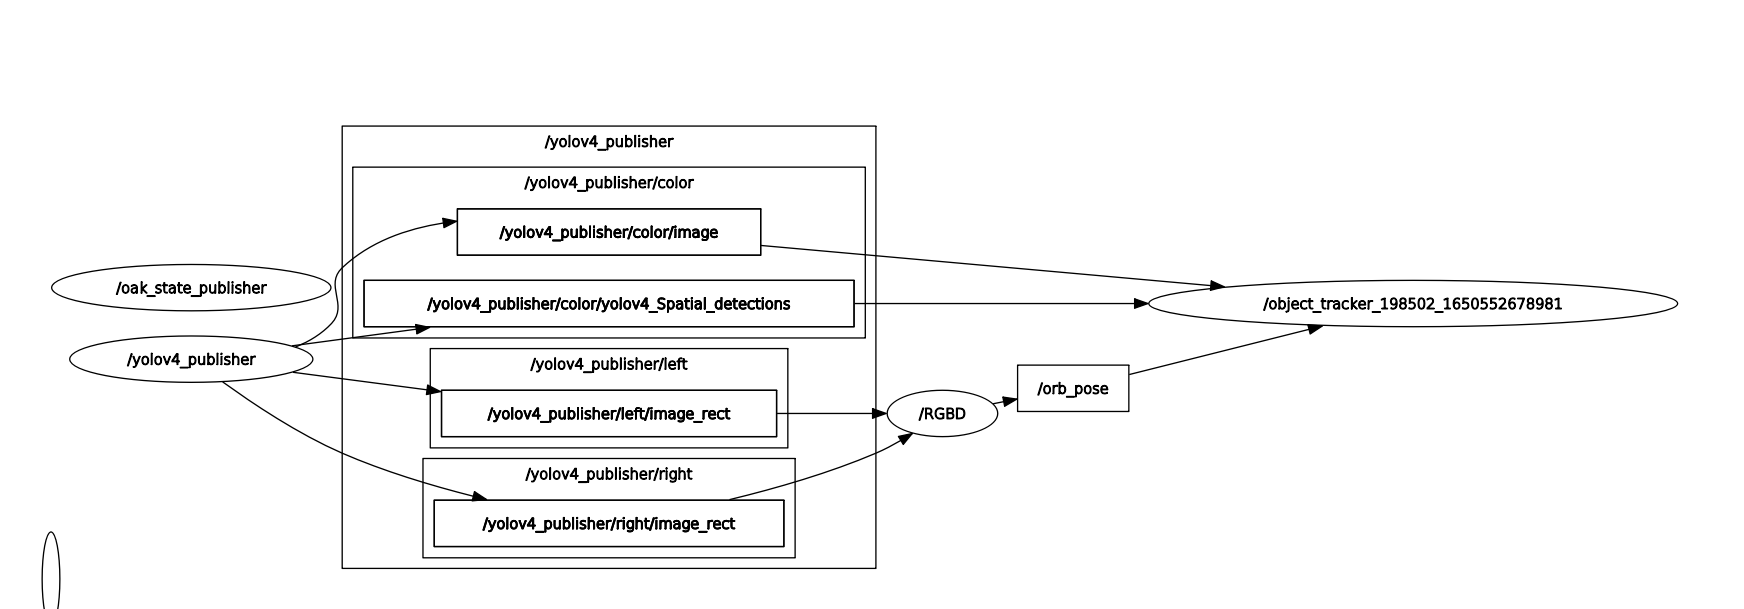 /yolov4_publisher
/yolov4_publisher/color
/yolov4_publisher/color/image
/oak_state_publisher
/yolov4_publisher/color/yolov4_Spatial_detections
/object_tracker_198502_1650552678981
/yolov4_publisher
/yolov4_publisher/left
/orb_pose
/yolov4_publisher/left/image_rect
/RGBD
/yolov4_publisher/right
/yolov4_publisher/right/image_rect